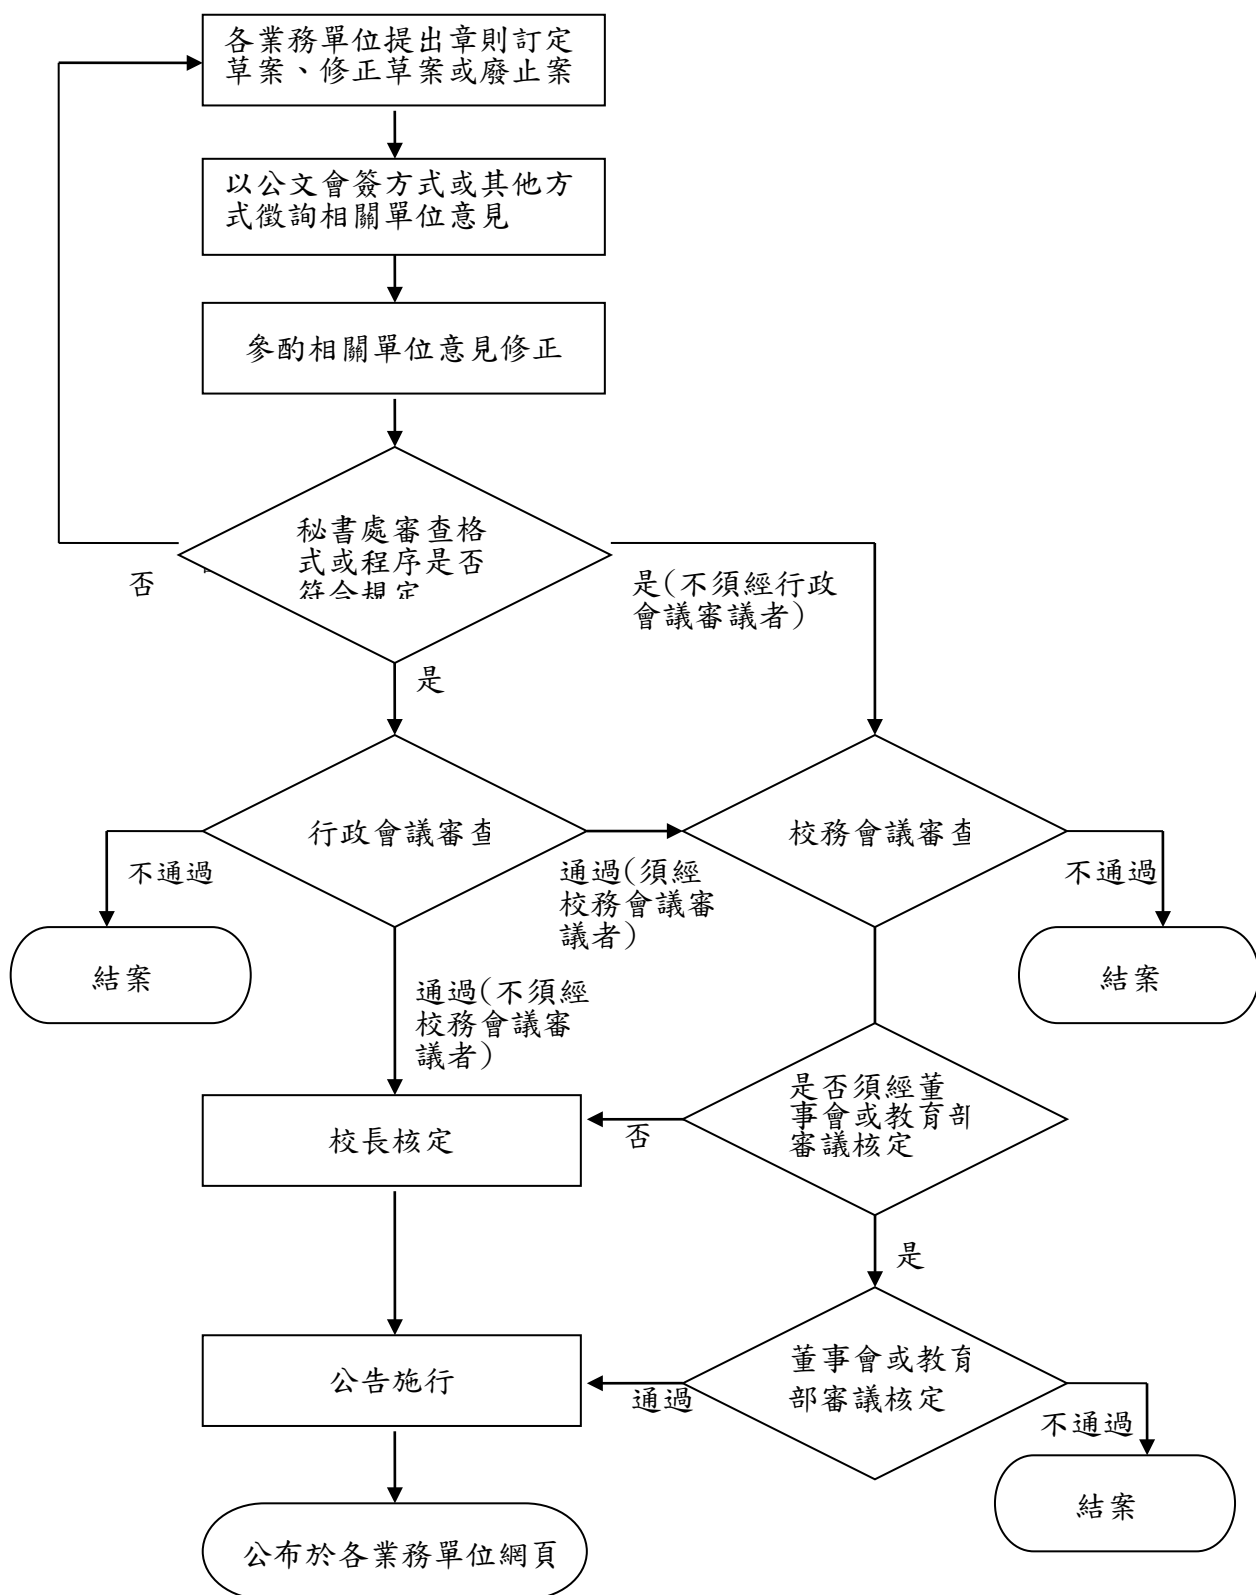 各業務單位提出章則訂定
草案、修正草案或廢止案
以公文會簽方式或其他方
式徵詢相關單位意見
參酌相關單位意見修正
秘書處審查格
式或程序是否
符合規定
否
是(不須經行政
會議審議者)
是
行政會議審查
校務會議審查
不通過
通過(須經
校務會議審
議者)
不通過
結案
結案
通過(不須經
校務會議審
議者)
是否須經董
事會或教育部
審議核定
否
校長核定
是
董事會或教育
部審議核定
公告施行
通過
不通過
結案
公布於各業務單位網頁